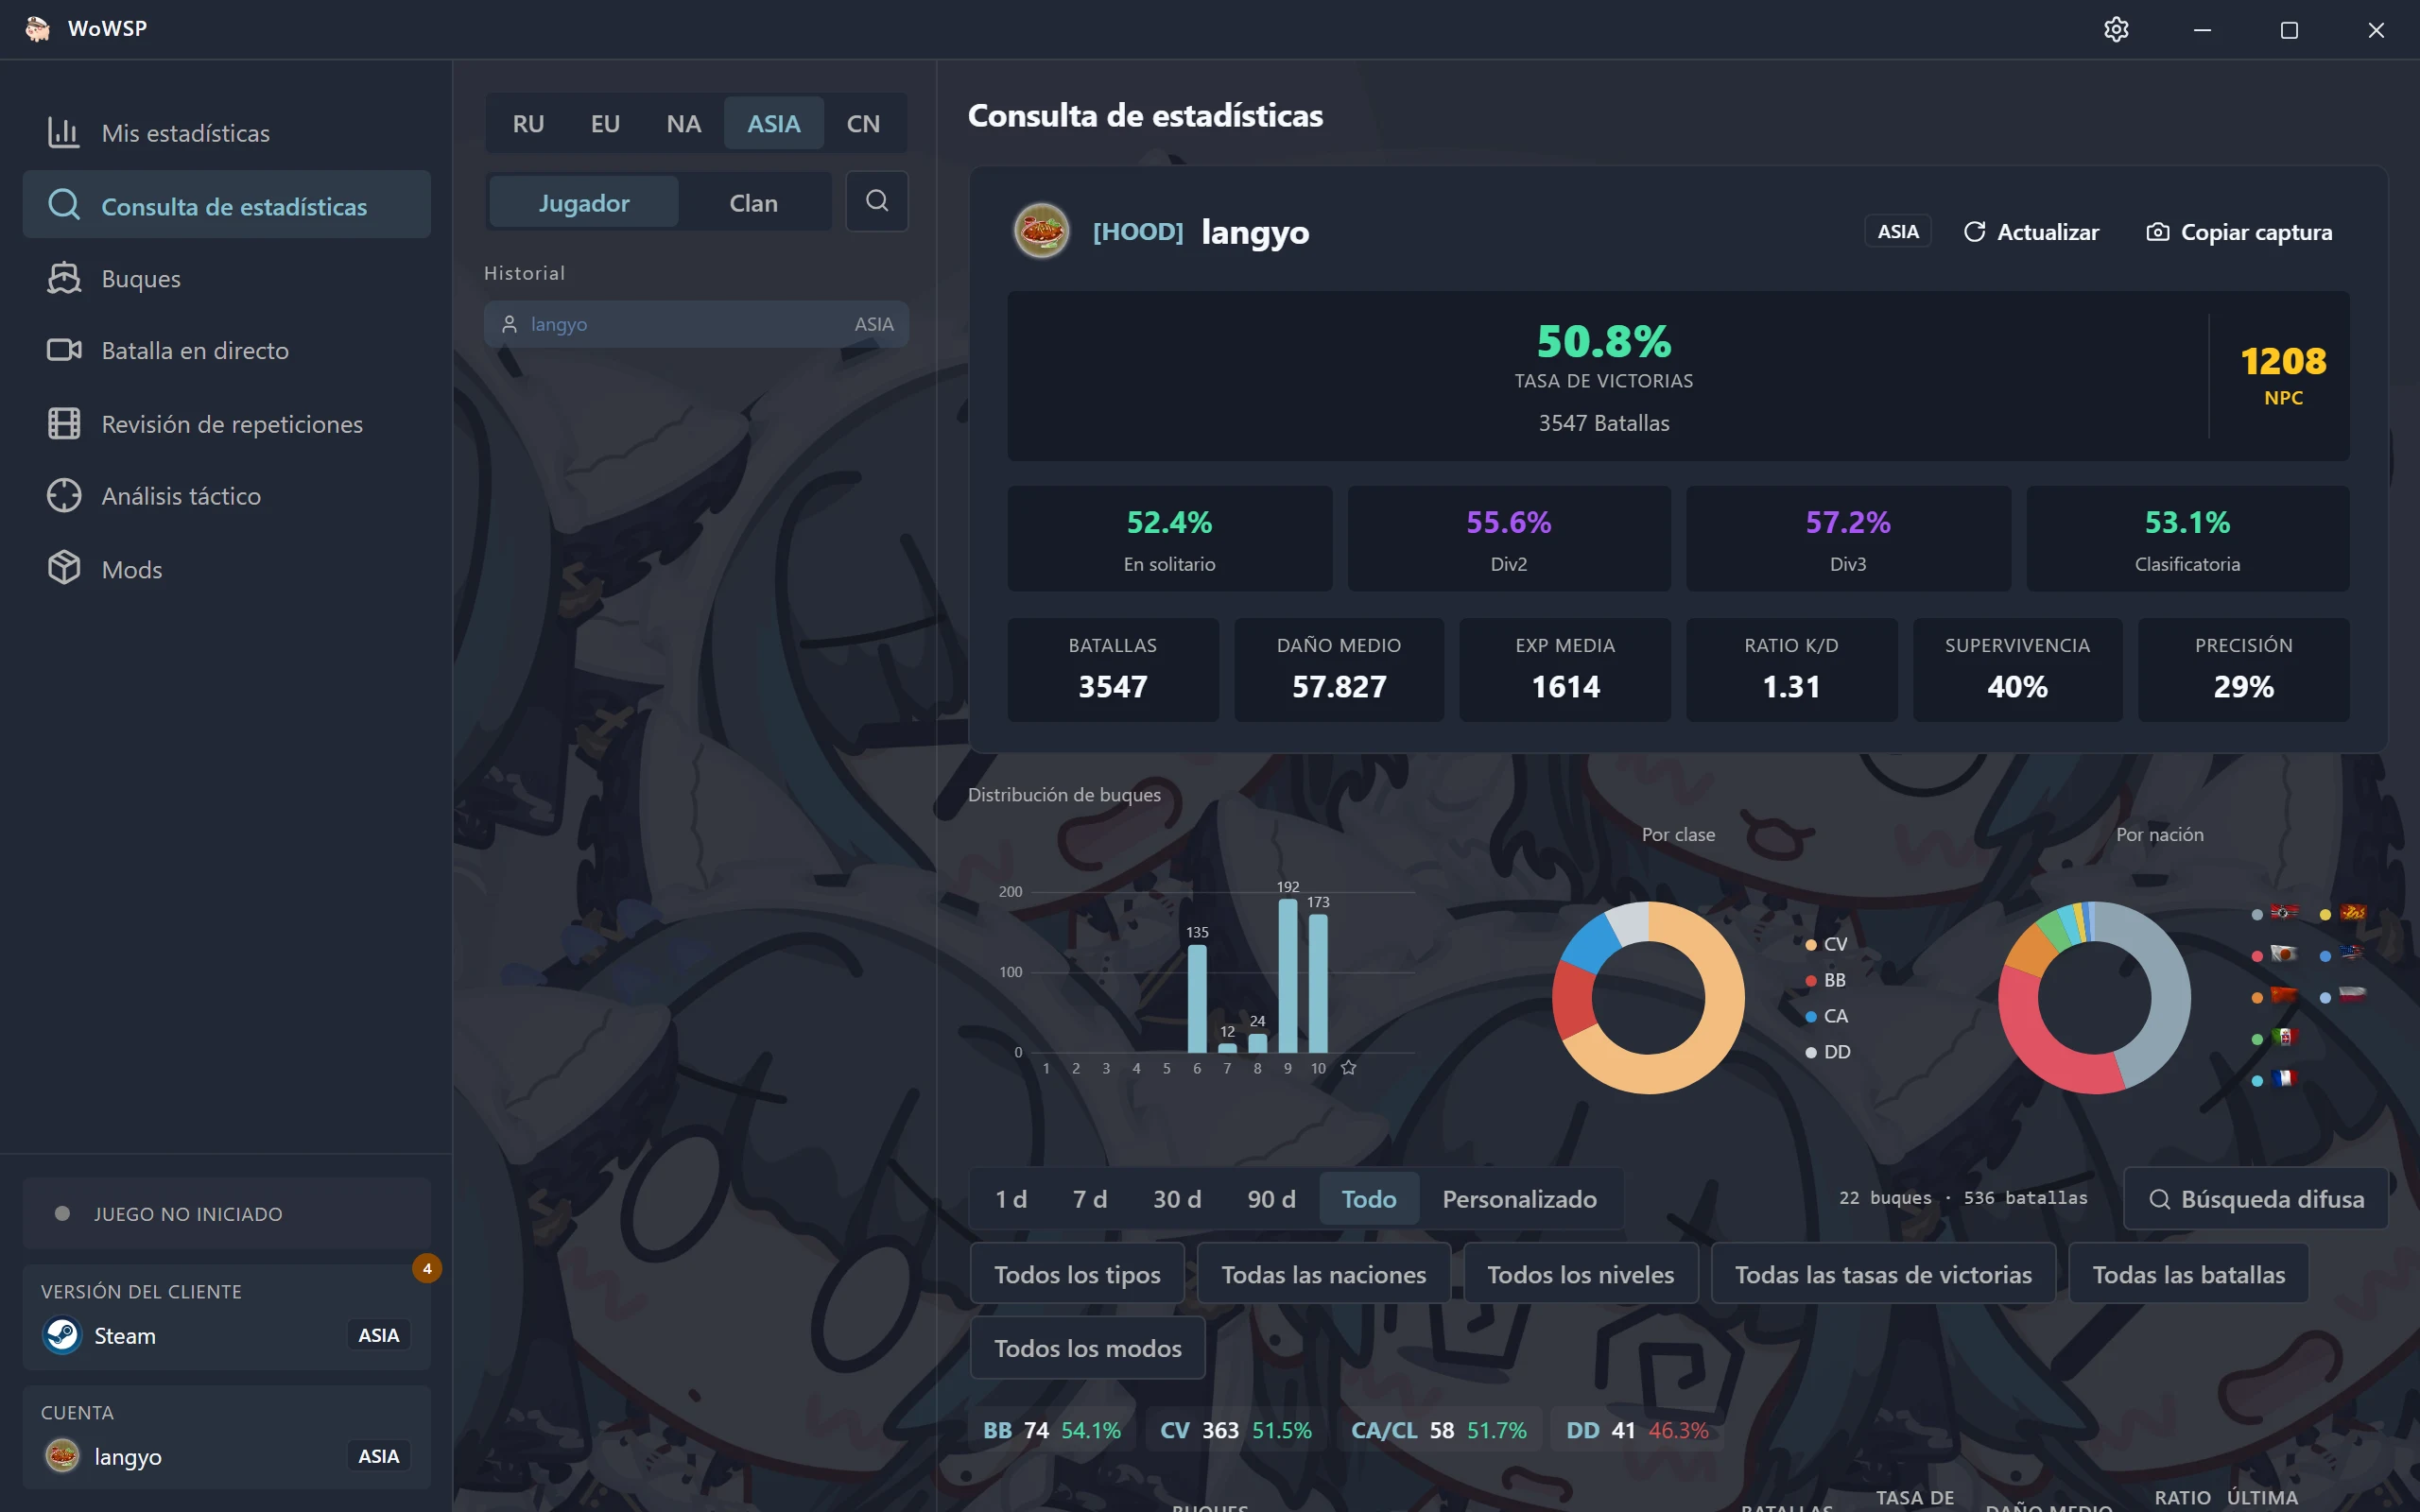 WoWSP
Mis estadísticas
Consulta de estadísticas
Buques
Batalla en directo
Revisión de repeticiones
Análisis táctico
Mods
JUEGO NO INICIADO
4
VERSIÓN DEL CLIENTE
Steam ASIA
CUENTA
langyo ASIA
RU EU NA ASIA CN
Jugador Clan
Historial
langyo ASIA
Consulta de estadísticas
[HOOD] langyo ASIA Actualizar Copiar captura
50.8%
TASA DE VICTORIAS
3547 Batallas
1208
NPC
52.4% 55.6% 57.2% 53.1%
En solitario Div2 Div3 Clasificatoria
BATALLAS DAÑO MEDIO EXP MEDIA RATIO K/D SUPERVIVENCIA PRECISIÓN
3547 57.827 1614 1.31 40% 29%
Distribución de buques
200
100
0
135 12 24 192 173
1 2 3 4 5 6 7 8 9 10
Por clase
CV
BB
CA
DD
Por nación
1 d 7 d 30 d 90 d Todo Personalizado 22 buques · 536 batallas Búsqueda difusa
Todos los tipos Todas las naciones Todos los niveles Todas las tasas de victorias Todas las batallas
Todos los modos
BB 74 54.1% CV 363 51.5% CA/CL 58 51.7% DD 41 46.3%
BUQUES BATALLAS TASA DE DAÑO MEDIO RATIO ÚLTIMA